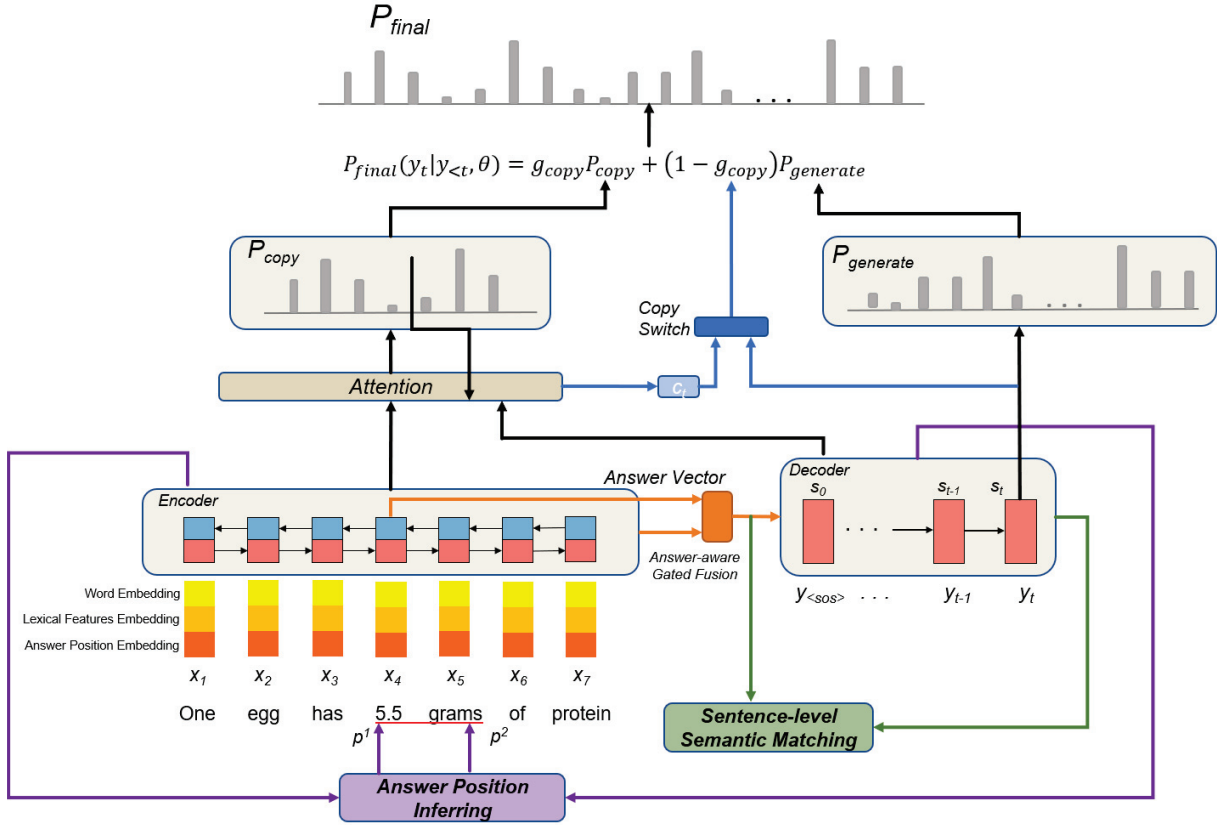 P_final
. . .
P_final(y_t|y_<t, θ) = g_copy P_copy + (1 − g_copy)P_generate
P_copy
P_generate
. . .
Copy
Switch
Attention
c_t
Answer Vector
Encoder
Decoder
s_0 s_t-1 s_t
. . .
Answer-aware
Gated Fusion
Word Embedding
Lexical Features Embedding
Answer Position Embedding
y_<sos> . . . y_t-1 y_t
x_1 x_2 x_3 x_4 x_5 x_6 x_7
One egg has 5.5 grams of protein
p^1 p^2
Sentence-level
Semantic Matching
Answer Position
Inferring